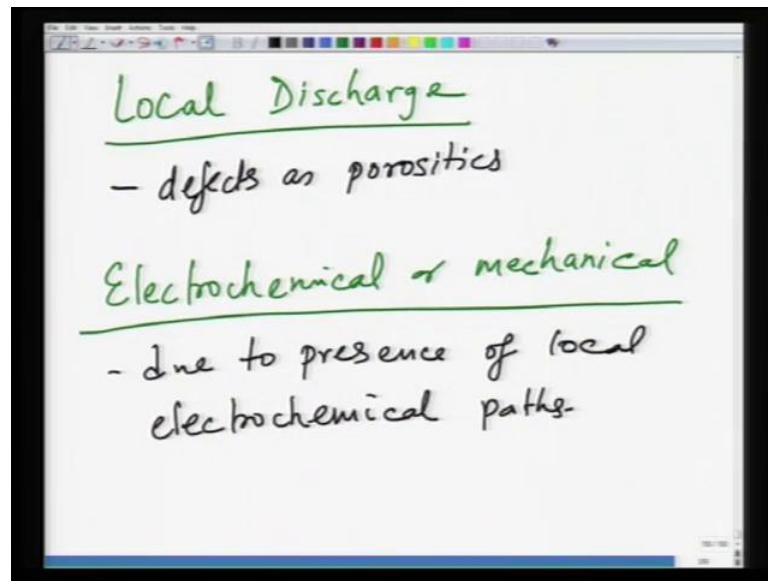 Local Discharge
- defects as porosities
Electrochemical or mechanical
- due to presence of local
electrochemical paths.